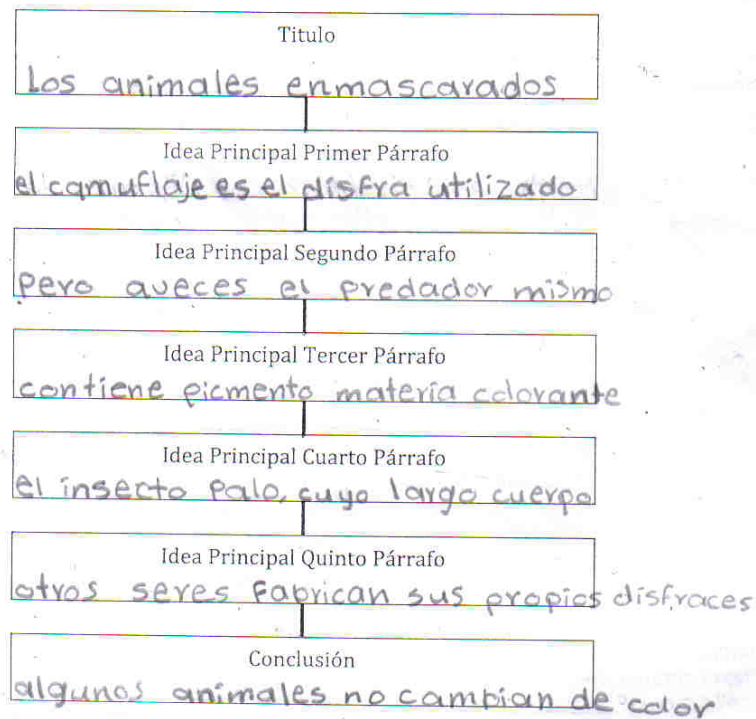 Titulo
Los animales enmascarados
Idea Principal Primer Párrafo
el camuflaje es el disfra utilizado
Idea Principal Segundo Párrafo
pero aveces el predador mismo
Idea Principal Tercer Párrafo
contiene picmento materia colorante
Idea Principal Cuarto Párrafo
el insecto palo, cuyo largo cuerpo
Idea Principal Quinto Párrafo
otros seres fabrican sus propios disfraces
Conclusión
algunos animales no cambian de color